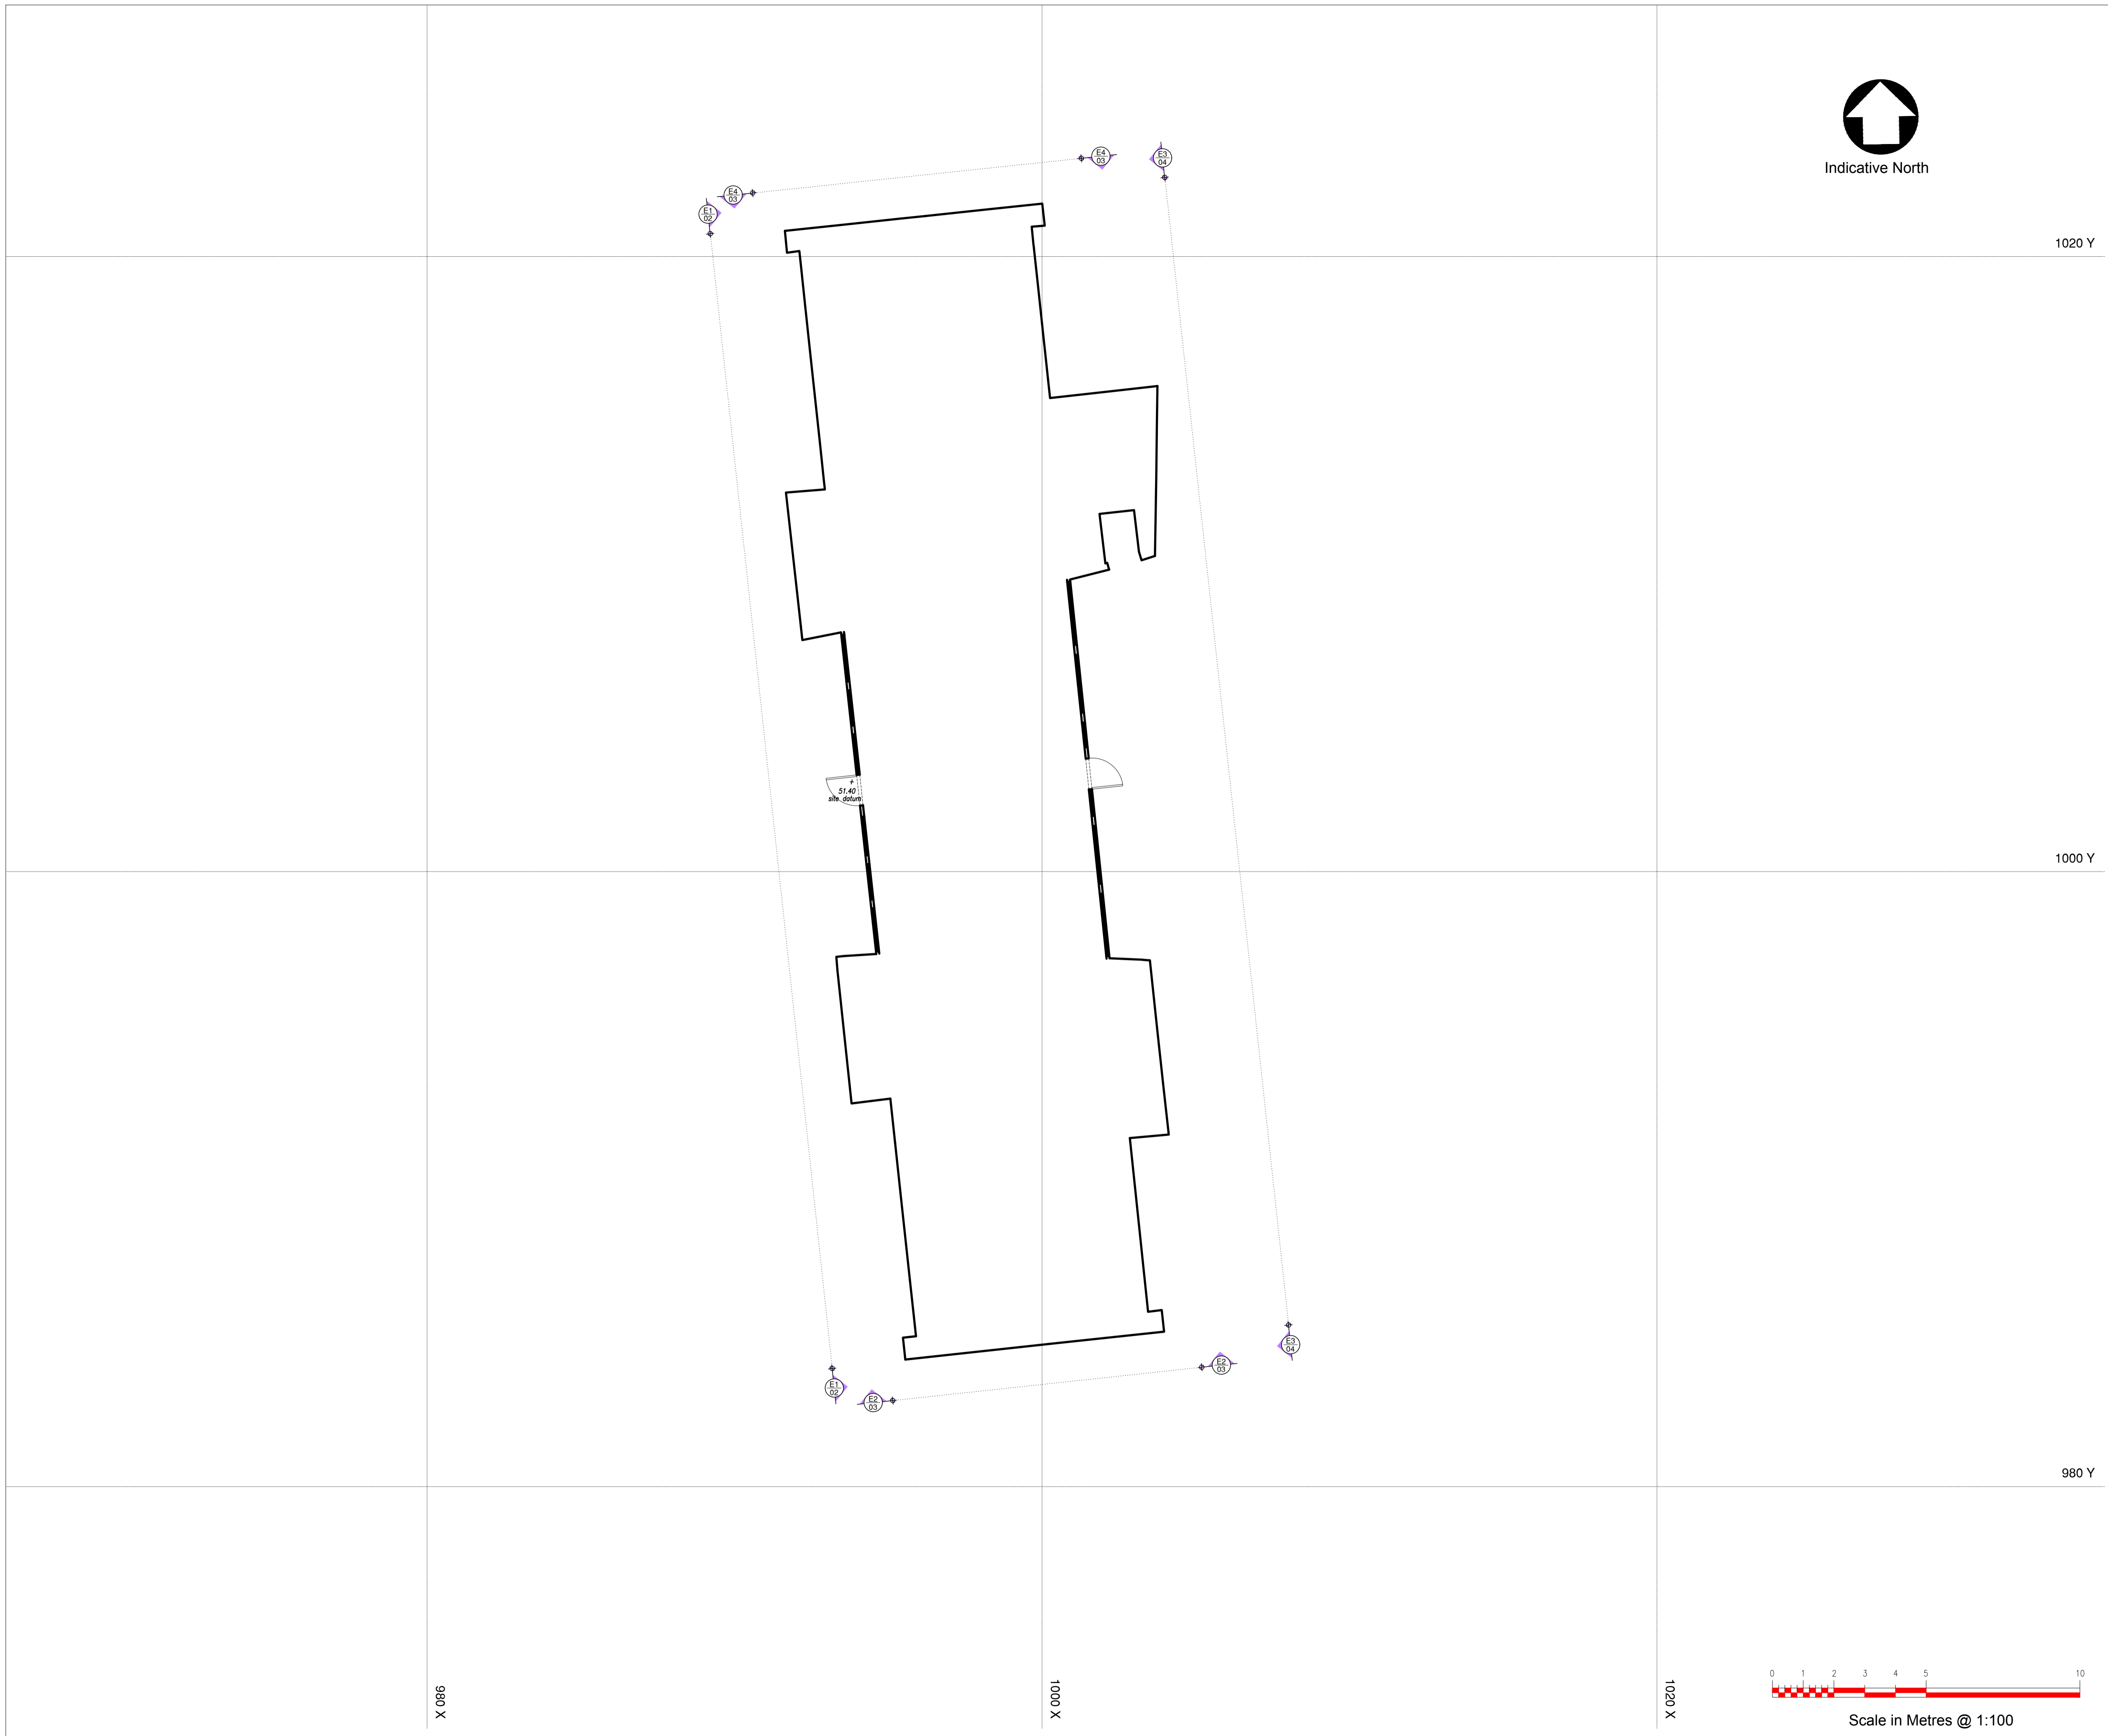 E4
03
E3
04
E4
03
E1
02
Indicative North
1020 Y
51.40
site datum
1000 Y
E3
04
E2
03
E1
02
E2
03
980 Y
980 X
1000 X
1020 X
0 1 2 3 4 5 10
Scale in Metres @ 1:100